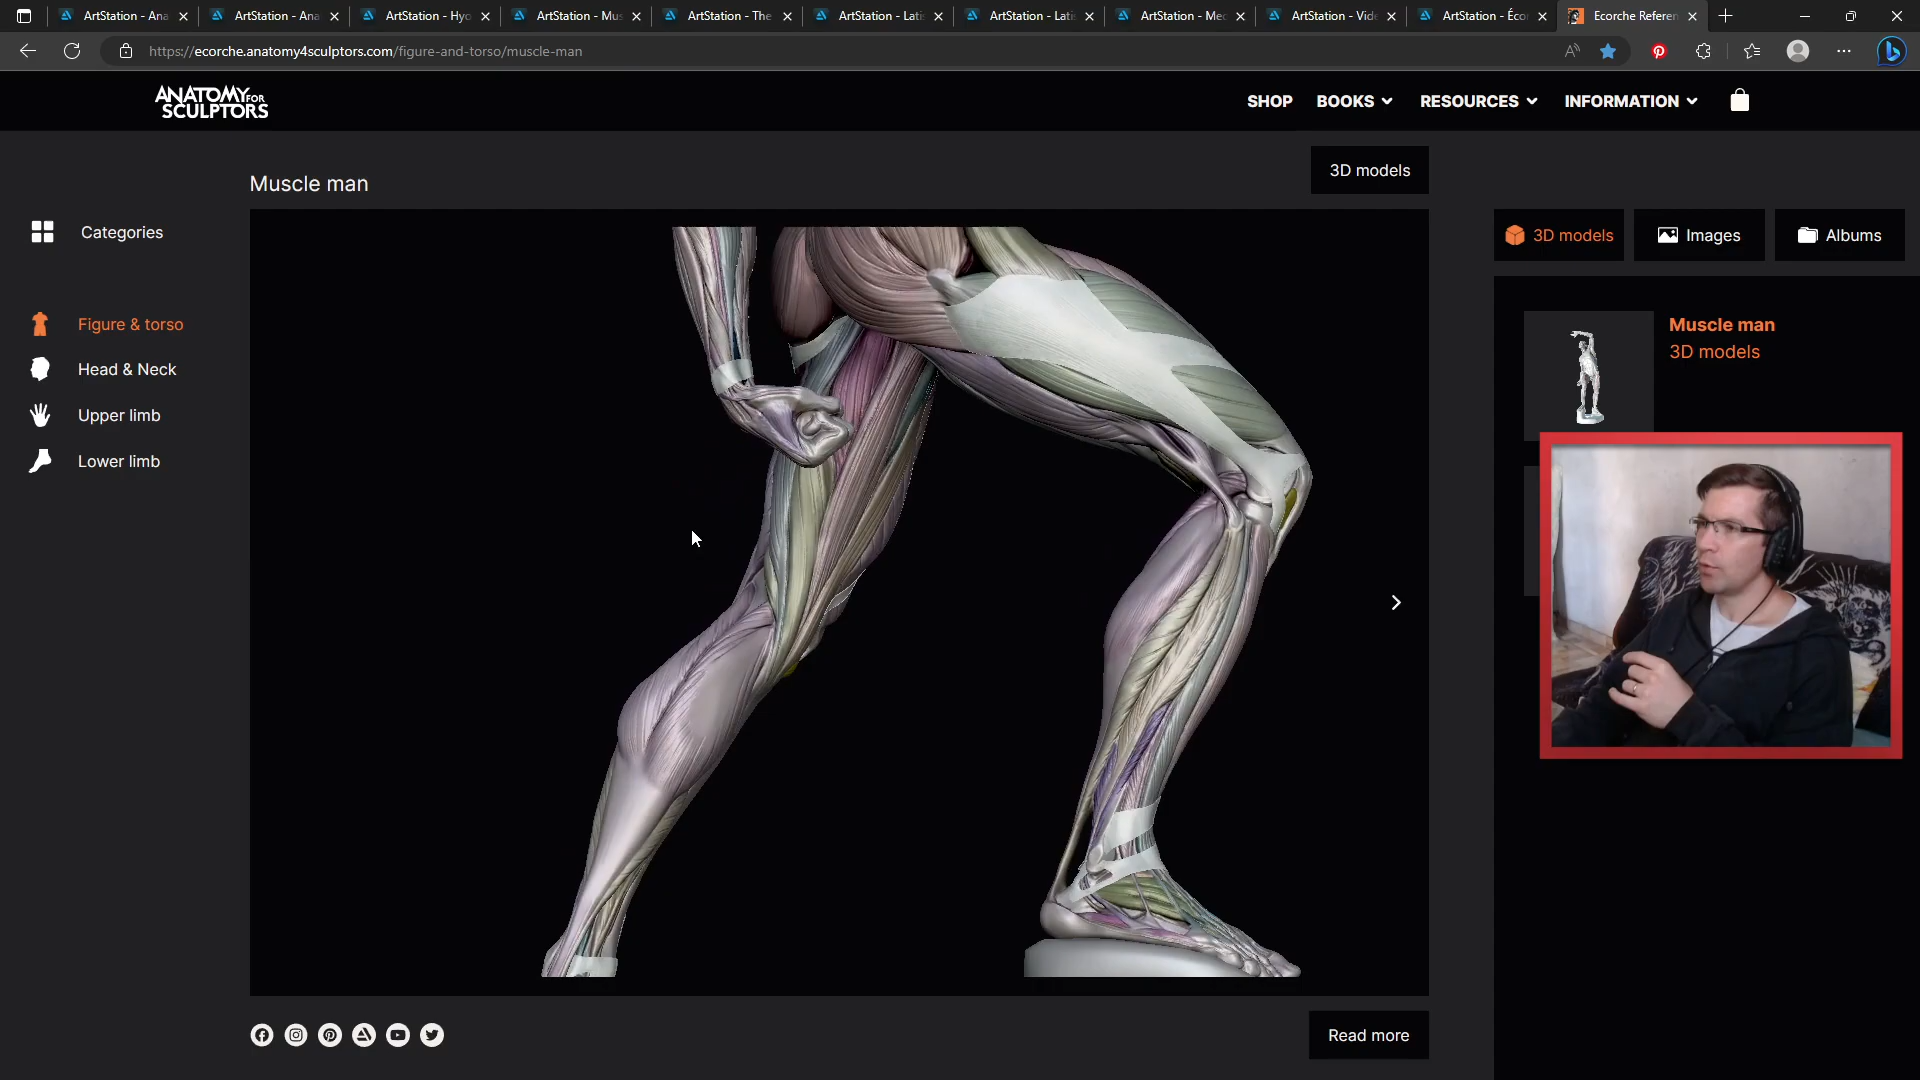 ArtStation - Ana
ArtStation - Ana
ArtStation - Hyo
ArtStation - Mus
ArtStation - The
ArtStation - Lati
ArtStation - Lati
ArtStation - Med
ArtStation - Vide
ArtStation - Écor
Ecorche Referen
https://ecorche.anatomy4sculptors.com/figure-and-torso/muscle-man
ANATOMY FOR
SCULPTORS
SHOP
BOOKS
RESOURCES
INFORMATION
Muscle man
3D models
Categories
Figure & torso
Head & Neck
Upper limb
Lower limb
3D models
Images
Albums
Muscle man
3D models
Read more